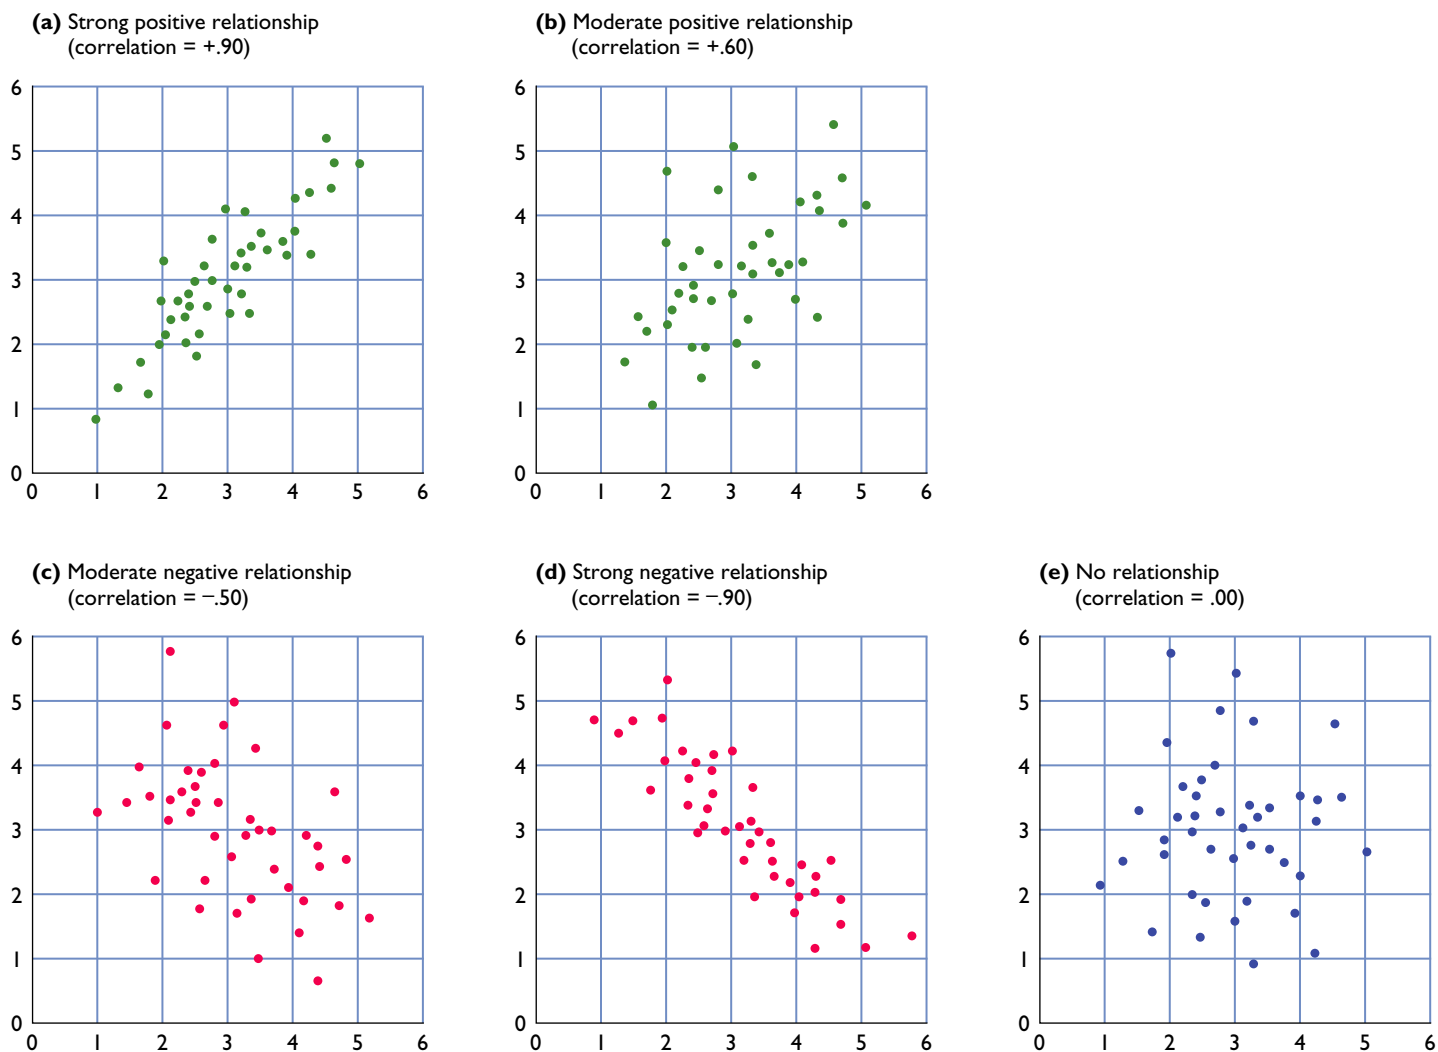 (a) Strong positive relationship
(correlation = +.90)
(b) Moderate positive relationship
(correlation = +.60)
6
5
4
3
2
1
0
0 1 2 3 4 5 6
6
5
4
3
2
1
0
0 1 2 3 4 5 6
(c) Moderate negative relationship
(correlation = –.50)
(d) Strong negative relationship
(correlation = –.90)
(e) No relationship
(correlation = .00)
6
5
4
3
2
1
0
0 1 2 3 4 5 6
6
5
4
3
2
1
0
0 1 2 3 4 5 6
6
5
4
3
2
1
0
0 1 2 3 4 5 6